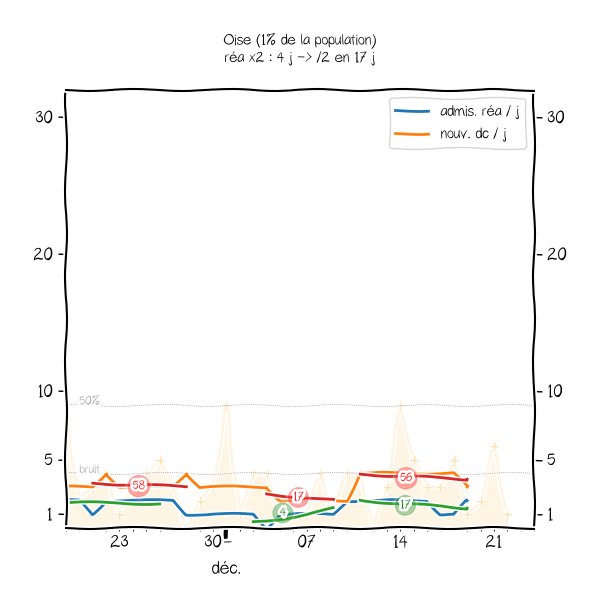 Oise (1% de la population)
réa x2 : 4 j -> /2 en 17 j
admis. réa / j
nouv. dc / j
30 30
20 20
10 10
50%
5 5
bruit
58 17 56
4 17
1 1
23 30 07 14 21
déc.